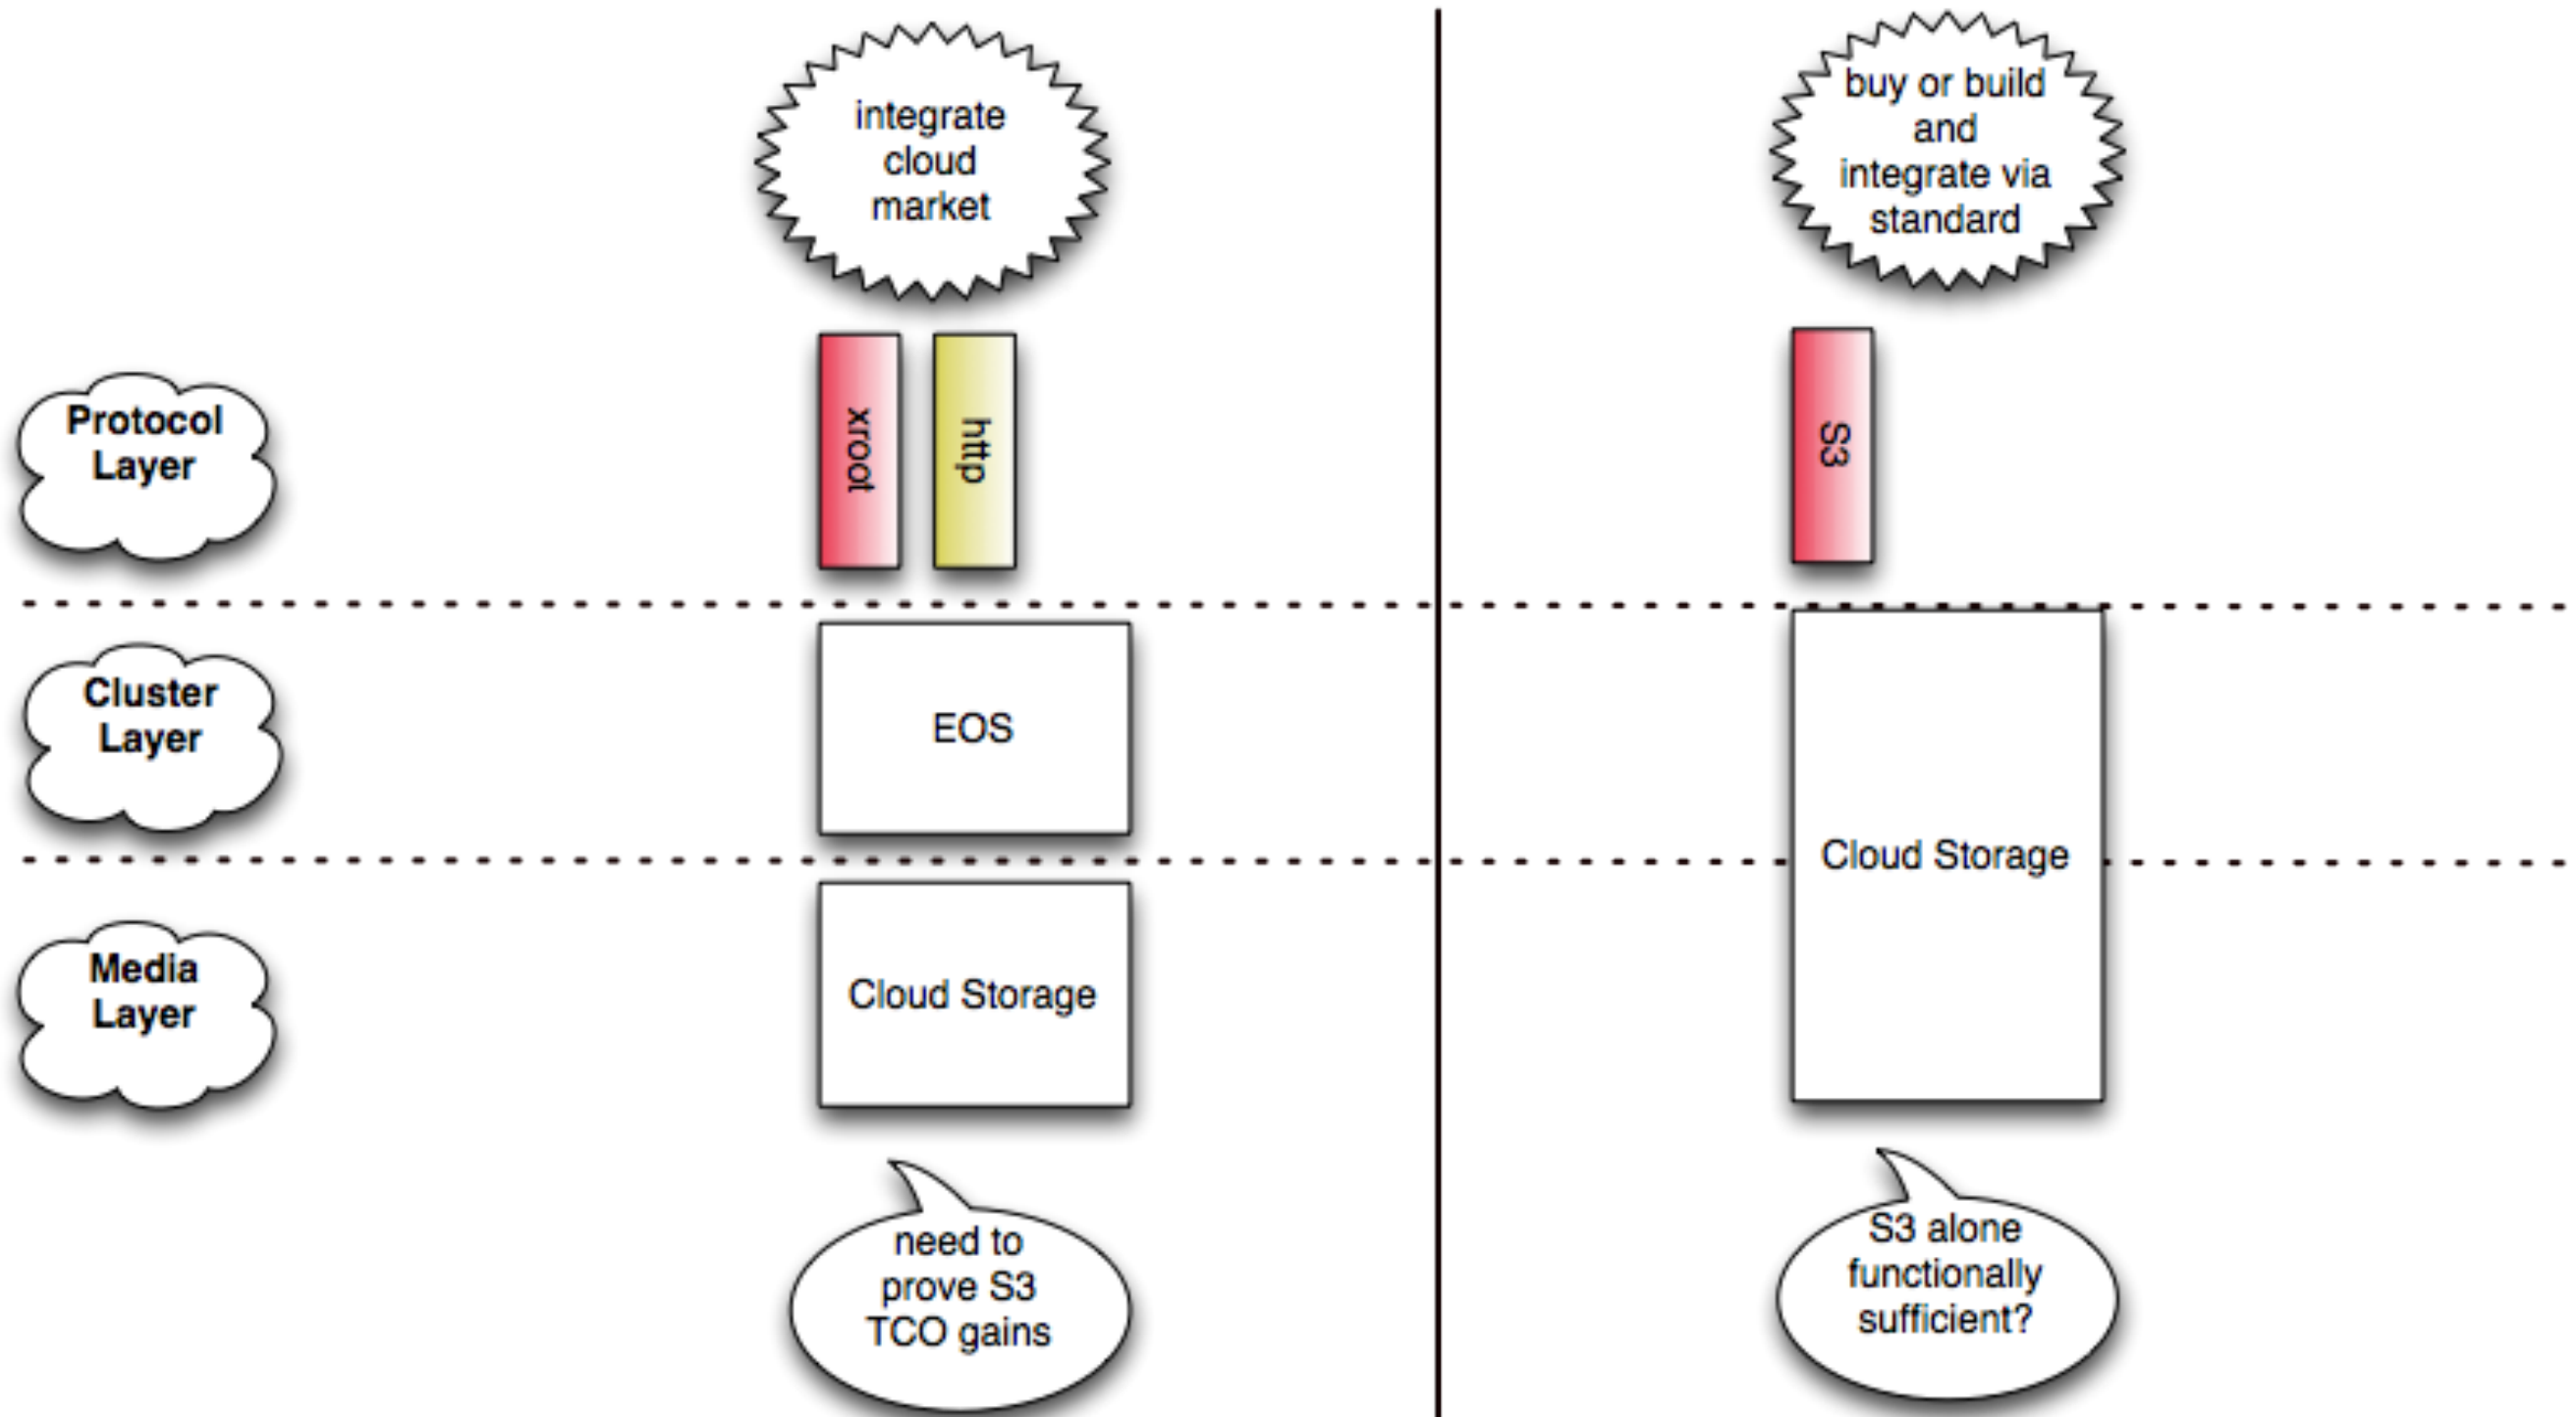 integrate
cloud
market
buy or build
and
integrate via
standard
Protocol
Layer
xroot
http
S3
Cluster
Layer
EOS
Cloud Storage
Media
Layer
Cloud Storage
need to
prove S3
TCO gains
S3 alone
functionally
sufficient?